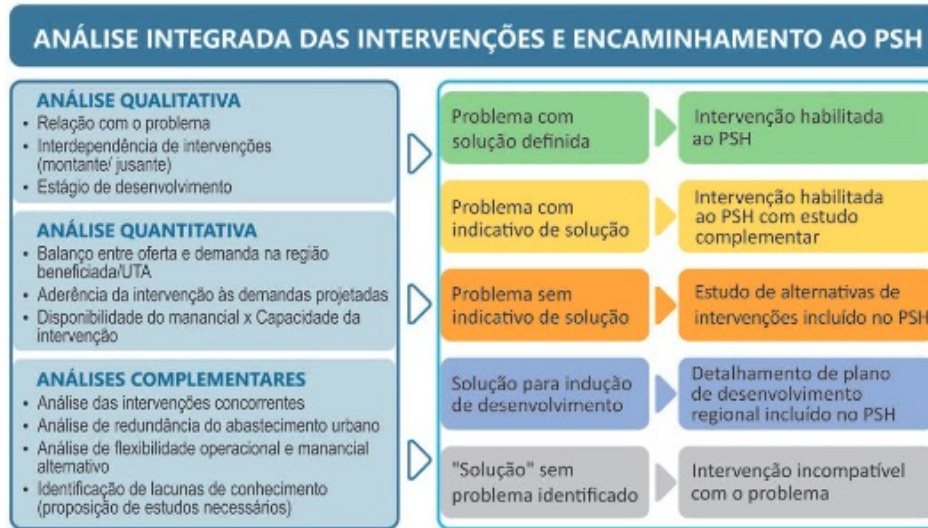 ANÁLISE INTEGRADA DAS INTERVENÇÕES E ENCAMINHAMENTO AO PSH
ANÁLISE QUALITATIVA
• Relação com o problema
• Interdependência de intervenções
(montante/ jusante)
• Estágio de desenvolvimento
ANÁLISE QUANTITATIVA
• Balanço entre oferta e demanda na região
beneficiada/UTA
• Aderência da intervenção às demandas projetadas
• Disponibilidade do manancial x Capacidade da
intervenção
ANÁLISES COMPLEMENTARES
• Análise das intervenções concorrentes
• Análise de redundância do abastecimento urbano
• Análise de flexibilidade operacional e manancial
alternativo
• Identificação de lacunas de conhecimento
(proposição de estudos necessários)
Problema com
solução definida
Intervenção habilitada
ao PSH
Problema com
indicativo de solução
Intervenção habilitada
ao PSH com estudo
complementar
Problema sem
indicativo de solução
Estudo de alternativas de
intervenções incluído no PSH
Solução para indução
de desenvolvimento
Detalhamento de plano
de desenvolvimento
regional incluído no PSH
"Solução" sem
problema identificado
Intervenção incompatível
com o problema